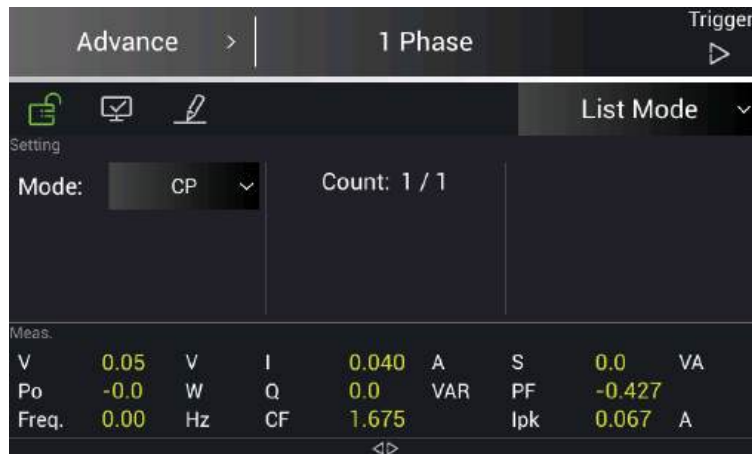 Advance > 1 Phase Trigger
List Mode
Setting
Mode: CP Count: 1 / 1
Meas.
V 0.05 V I 0.040 A S 0.0 VA
Po -0.0 W Q 0.0 VAR PF -0.427
Freq. 0.00 Hz CF 1.675 Ipk 0.067 A